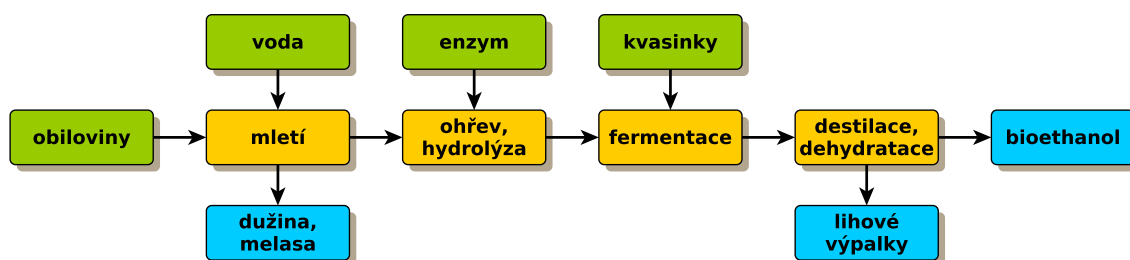 voda
enzym
kvasinky
obiloviny
mletí
ohřev,
hydrolýza
fermentace
destilace,
dehydratace
bioethanol
dužina,
melasa
lihové
výpalky